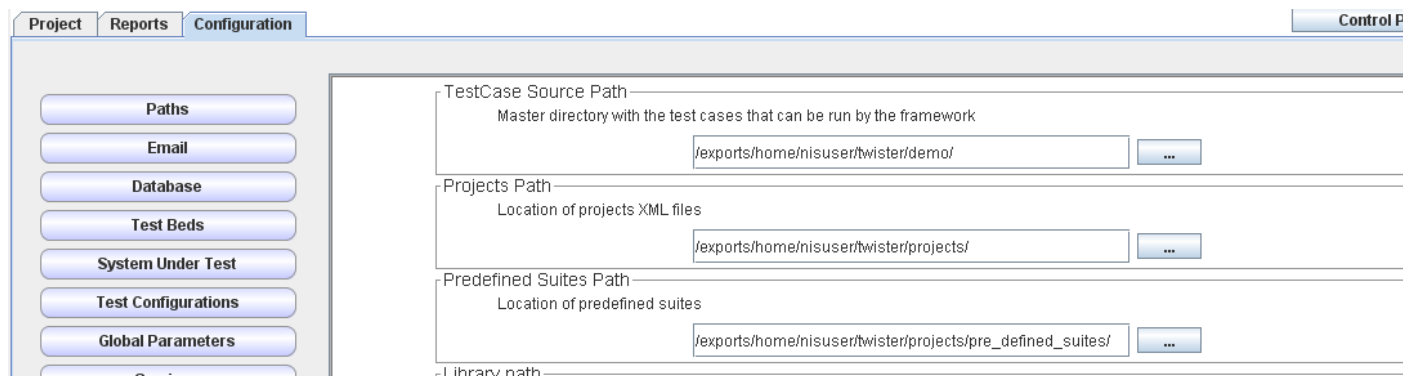 Project Reports Configuration Control P
Paths
Email
Database
Test Beds
System Under Test
Test Configurations
Global Parameters
TestCase Source Path
Master directory with the test cases that can be run by the framework
/exports/home/nisuser/twister/demo/ ...
Projects Path
Location of projects XML files
/exports/home/nisuser/twister/projects/ ...
Predefined Suites Path
Location of predefined suites
/exports/home/nisuser/twister/projects/pre_defined_suites/ ...
Library path